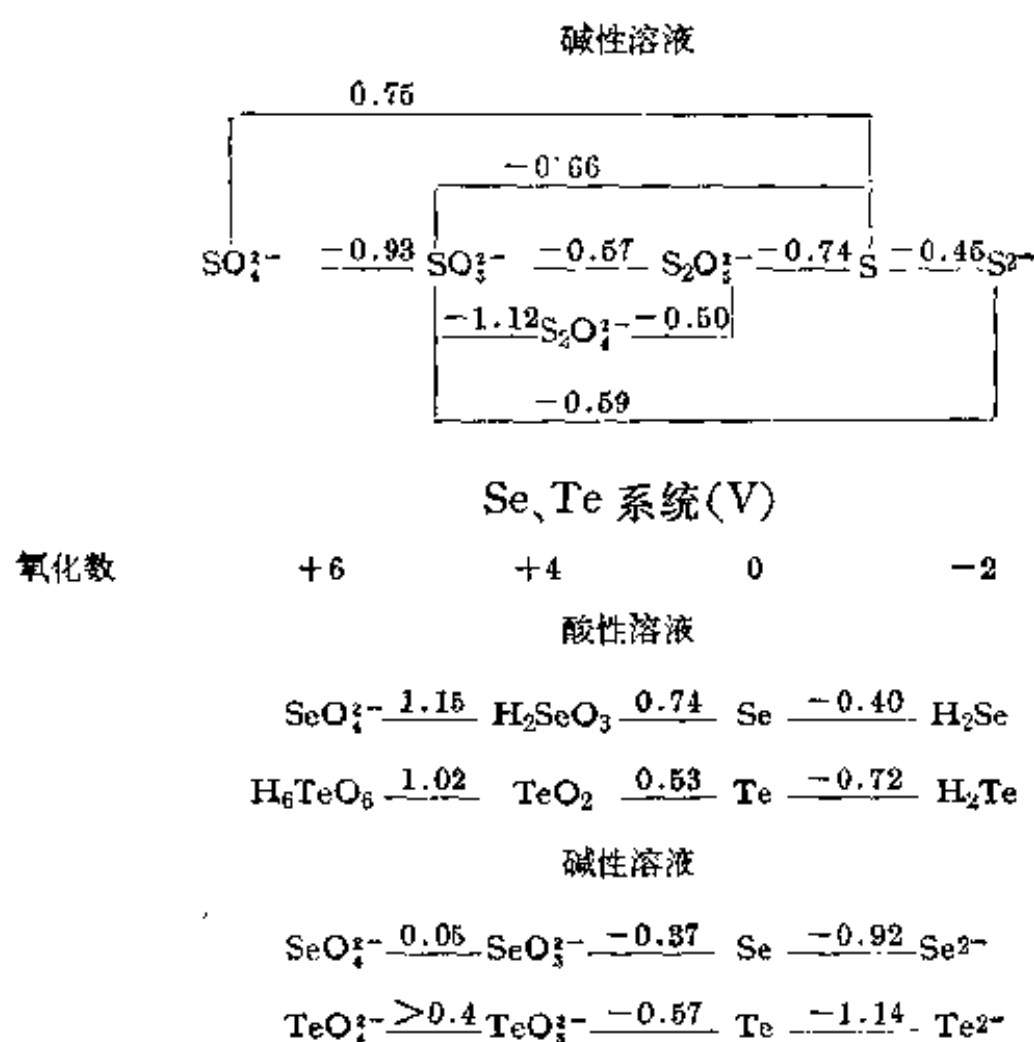 碱性溶液
0.75
-0.66
SO₄²⁻ -0.93 SO₃²⁻ -0.57 S₂O₃²⁻ -0.74 S -0.45 S²⁻
-1.12 S₂O₄²⁻ -0.50
-0.59
Se、Te 系统(V)
氧化数 +6 +4 0 -2
酸性溶液
SeO₄²⁻ 1.15 H₂SeO₃ 0.74 Se -0.40 H₂Se
H₆TeO₆ 1.02 TeO₂ 0.53 Te -0.72 H₂Te
碱性溶液
SeO₄²⁻ 0.05 SeO₃²⁻ -0.37 Se -0.92 Se²⁻
TeO₄²⁻ >0.4 TeO₃²⁻ -0.57 Te -1.14 Te²⁻